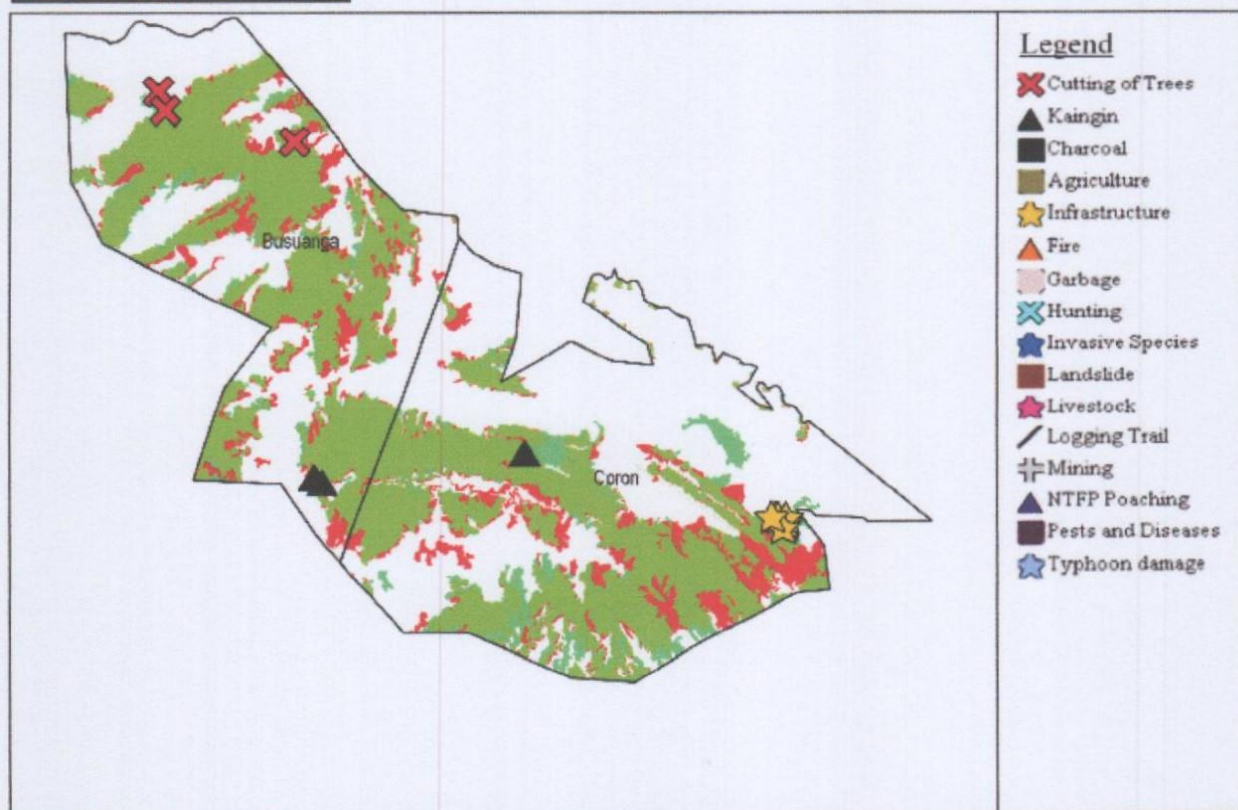 Legend
Cutting of Trees
Kaingin
Charcoal
Agriculture
Infrastructure
Fire
Garbage
Hunting
Invasive Species
Landslide
Livestock
Logging Trail
Mining
NTFP Poaching
Pests and Diseases
Typhoon damage
Busuanga
Coron